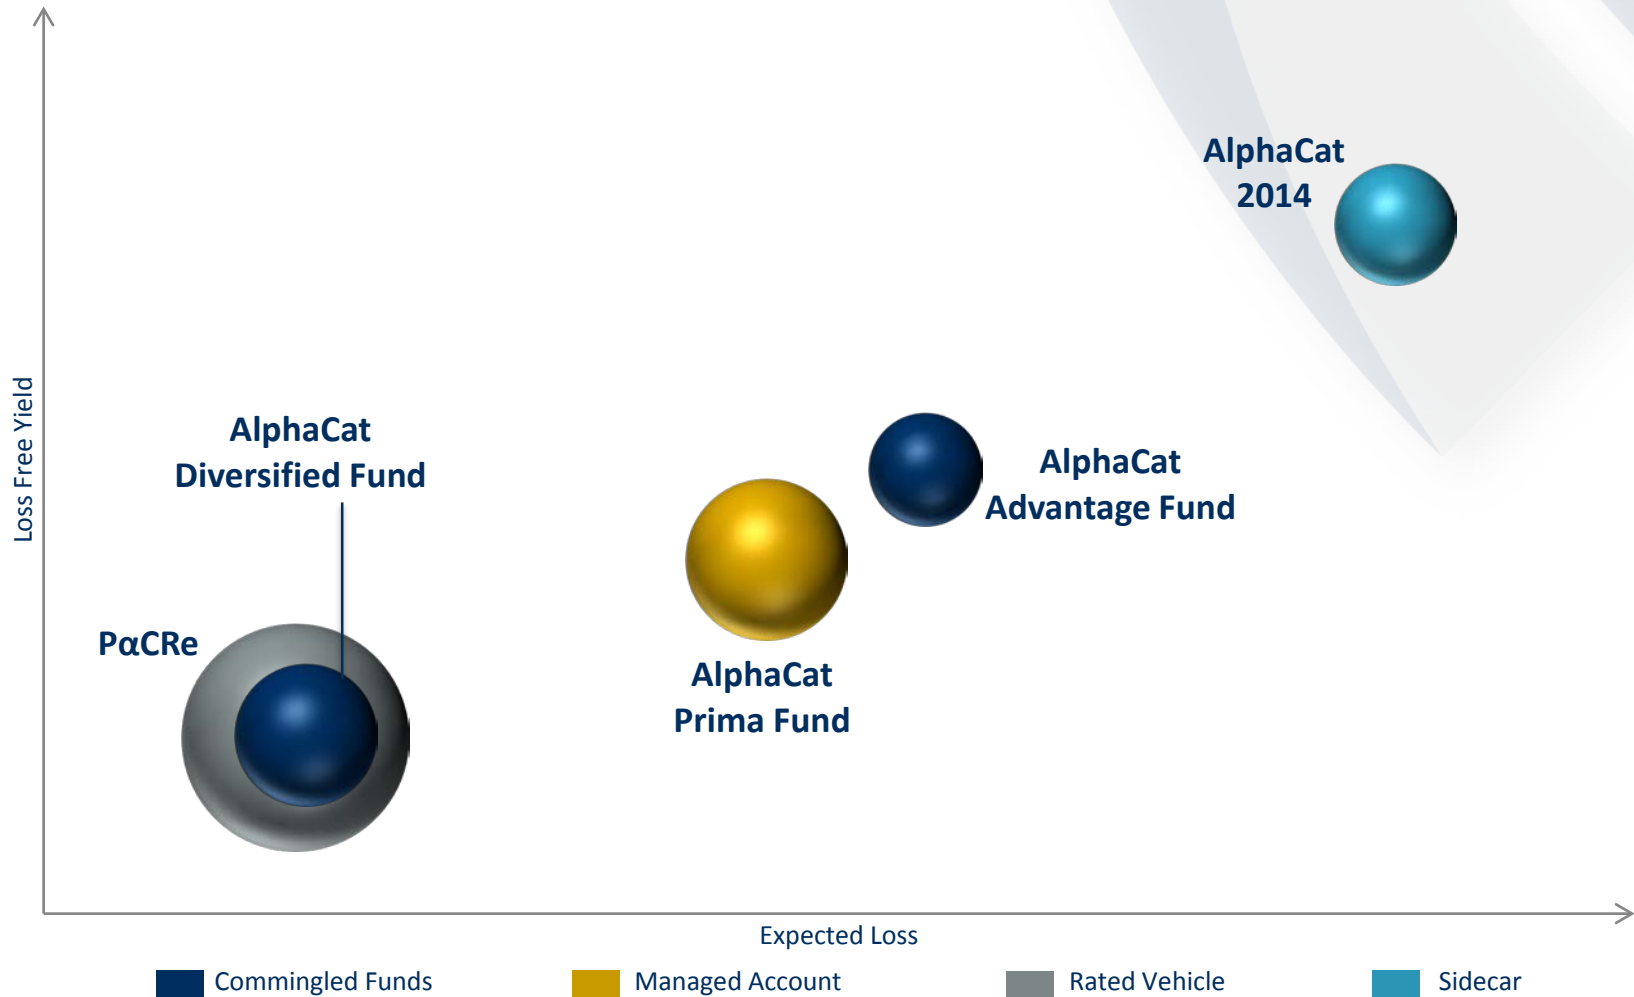 AlphaCat
2014
Loss Free Yield
AlphaCat
Diversified Fund
AlphaCat
Advantage Fund
PαCRe
AlphaCat
Prima Fund
Expected Loss
Commingled Funds
Managed Account
Rated Vehicle
Sidecar